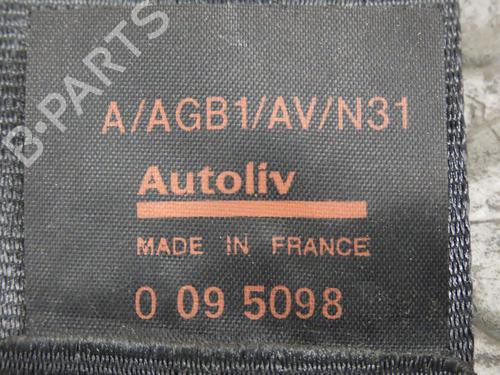 B-PARTS
A/AGB1/AV/N31
Autoliv
MADE IN FRANCE
0 09 5098